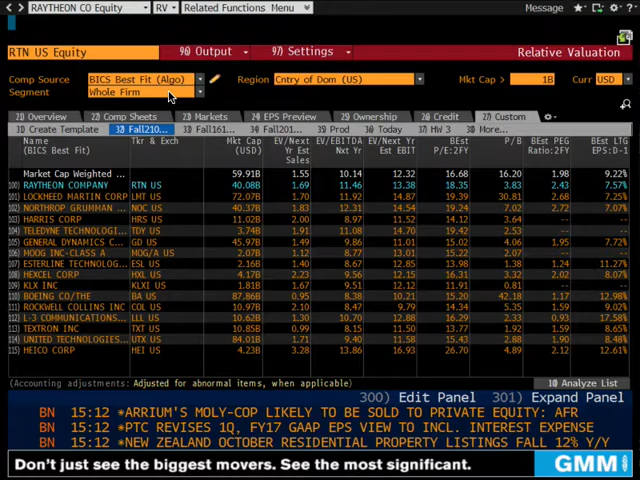 RAYTHEON CO Equity RV Related Functions Menu Message
RTN US Equity 96) Output 97) Settings Relative Valuation
Comp Source BICS Best Fit (Algo) Region Cntry of Dom (US) Mkt Cap > 1B Curr USD
Segment Whole Firm
21) Overview 22) Comp Sheets 23) Markets 24) EPS Preview 25) Ownership 26) Credit 27) Custom
31) Create Template 32) Fall210... 33) Fall161... 34) Fall201... 35) Prod 36) Today 37) HW 3 38) More...
Name Tkr & Exch Mkt Cap EV/Next EV/EBITDA EV/Next Yr BEst P/B BEst PEG BEst LTG
(BICS Best Fit) (USD) Yr Est Nxt Yr Est EBIT P/E:2FY Ratio:2FY EPS:D-1
Sales
Market Cap Weighted ... 59.91B 1.55 10.14 12.32 16.68 16.20 1.98 9.22%
100) RAYTHEON COMPANY RTN US 40.08B 1.69 11.46 13.38 18.35 3.83 2.43 7.57%
101) LOCKHEED MARTIN CORP LMT US 72.07B 1.70 11.92 14.37 19.39 30.81 2.68 7.25%
102) NORTHROP GRUMMAN ... NOC US 40.37B 1.83 12.31 14.54 19.24 7.02 2.72 7.07%
103) HARRIS CORP HRS US 11.02B 2.00 8.97 11.52 14.12 3.64 -- --
104) TELEDYNE TECHNOLOGI... TDY US 3.74B 1.91 11.08 14.70 19.42 2.53 -- --
105) GENERAL DYNAMICS C... GD US 45.97B 1.49 9.86 11.01 15.02 4.06 1.95 7.72%
106) MOOG INC-CLASS A MOG/A US 2.07B 1.12 8.77 13.01 15.22 2.07 -- --
107) ESTERLINE TECHNOLOG... ESL US 2.13B 1.40 8.67 12.85 13.98 1.38 1.24 11.27%
108) HEXCEL CORP HXL US 4.17B 2.23 9.56 12.15 16.31 3.32 2.02 8.07%
109) KLX INC KLXI US 1.81B 1.67 9.51 12.12 11.91 0.81 -- --
110) BOEING CO/THE BA US 87.86B 0.95 8.38 10.21 15.20 42.18 1.17 12.98%
111) ROCKWELL COLLINS INC COL US 10.97B 2.10 8.47 9.79 14.34 5.35 1.59 9.02%
112) L-3 COMMUNICATIONS... LLL US 10.62B 1.30 10.70 12.88 16.29 2.33 0.93 17.58%
113) TEXTRON INC TXT US 10.85B 0.99 8.15 11.50 13.77 1.92 1.59 8.65%
114) UNITED TECHNOLOGIES... UTX US 84.01B 1.71 9.40 11.58 15.43 2.88 1.90 8.48%
115) HEICO CORP HEI US 4.23B 3.28 13.86 16.93 26.70 4.89 2.12 12.61%
(Accounting adjustments: Adjusted for abnormal items, when applicable) 10) Analyze List
300) Edit Panel 301) Expand Panel
BN 15:12 *ARRIUM'S MOLY-COP LIKELY TO BE SOLD TO PRIVATE EQUITY: AFR
BN 15:12 *PTC REVISES 1Q, FY17 GAAP EPS VIEW TO INCL. INTEREST EXPENSE
BN 15:12 *NEW ZEALAND OCTOBER RESIDENTIAL PROPERTY LISTINGS FALL 12% Y/Y
Don't just see the biggest movers. See the most significant. GMM